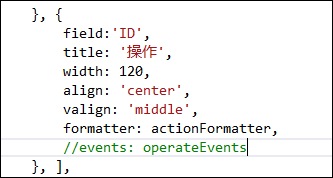 }, {
field:'ID',
title: '操作',
width: 120,
align: 'center',
valign: 'middle',
formatter: actionFormatter,
//events: operateEvents
}, ],